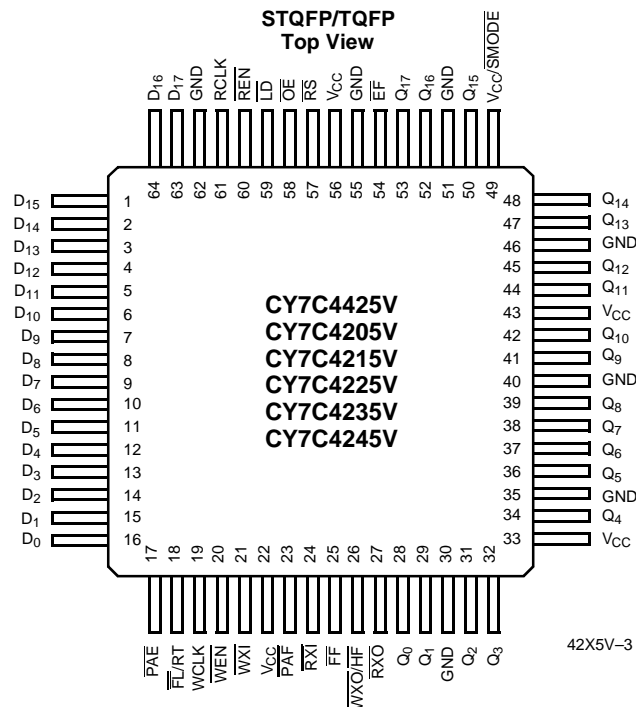 STQFP/TQFP
Top View
D16 D17 GND RCLK REN LD OE RS VCC GND EF Q17 Q16 GND Q15 VCC/SMODE
64 63 62 61 60 59 58 57 56 55 54 53 52 51 50 49
D15 1 48 Q14
D14 2 47 Q13
D13 3 46 GND
D12 4 45 Q12
D11 5 44 Q11
D10 6 43 VCC
D9 7 42 Q10
D8 8 41 Q9
D7 9 40 GND
D6 10 39 Q8
D5 11 38 Q7
D4 12 37 Q6
D3 13 36 Q5
D2 14 35 GND
D1 15 34 Q4
D0 16 33 VCC
CY7C4425V
CY7C4205V
CY7C4215V
CY7C4225V
CY7C4235V
CY7C4245V
17 18 19 20 21 22 23 24 25 26 27 28 29 30 31 32
PAE FL/RT WCLK WEN WXI VCC PAF RXI FF WXO/HF RXO Q0 Q1 GND Q2 Q3
42X5V–3